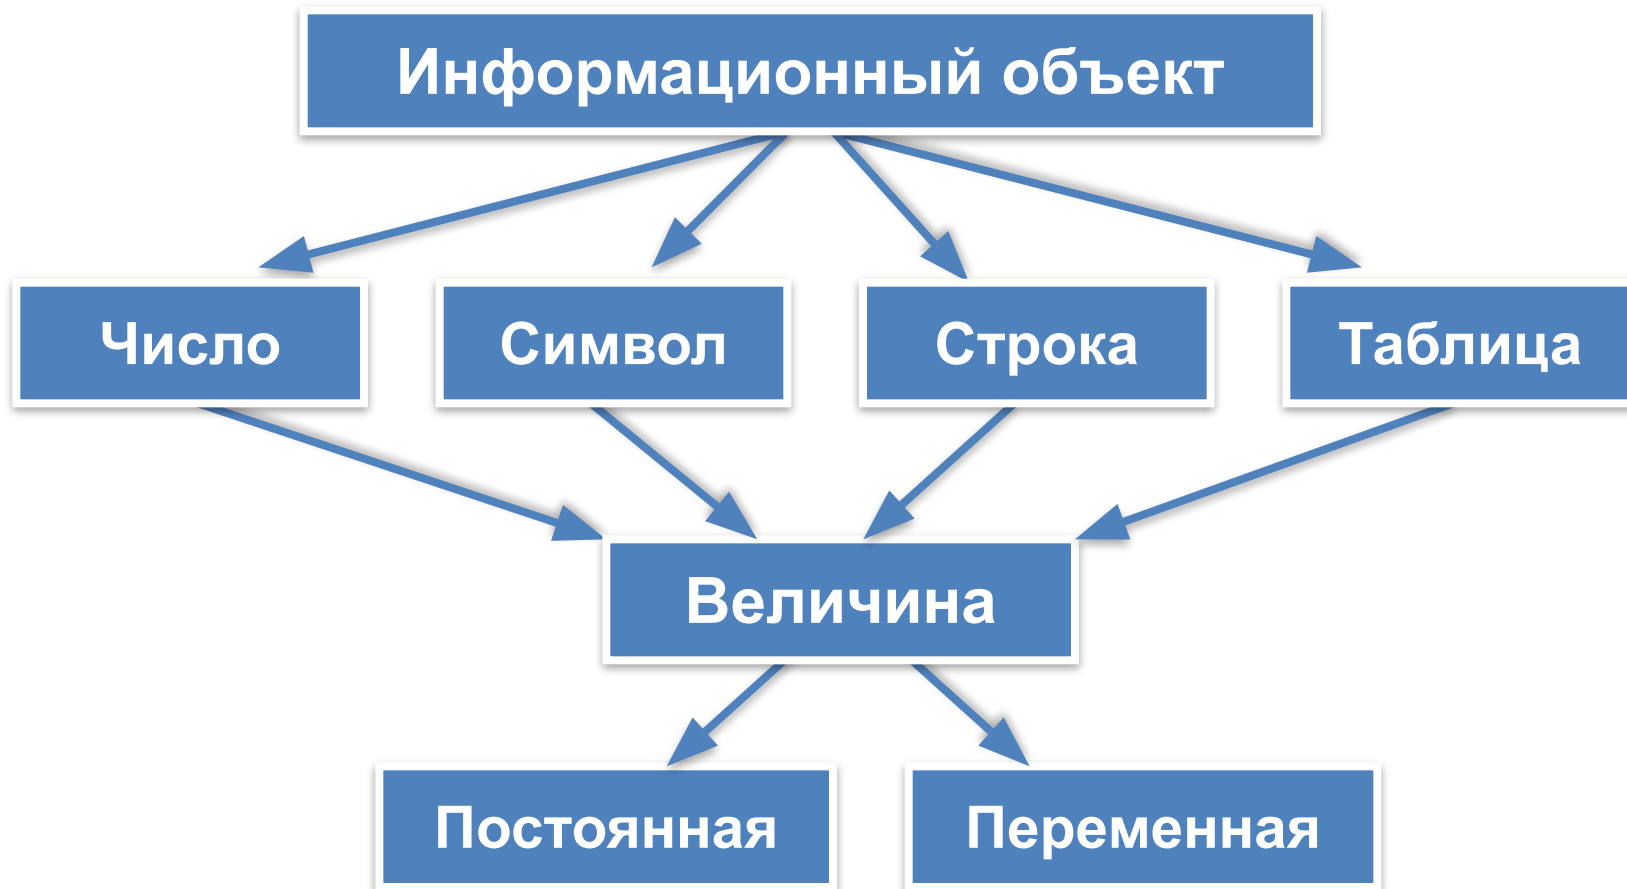 Информационный объект
Число
Символ
Строка
Таблица
Величина
Постоянная
Переменная